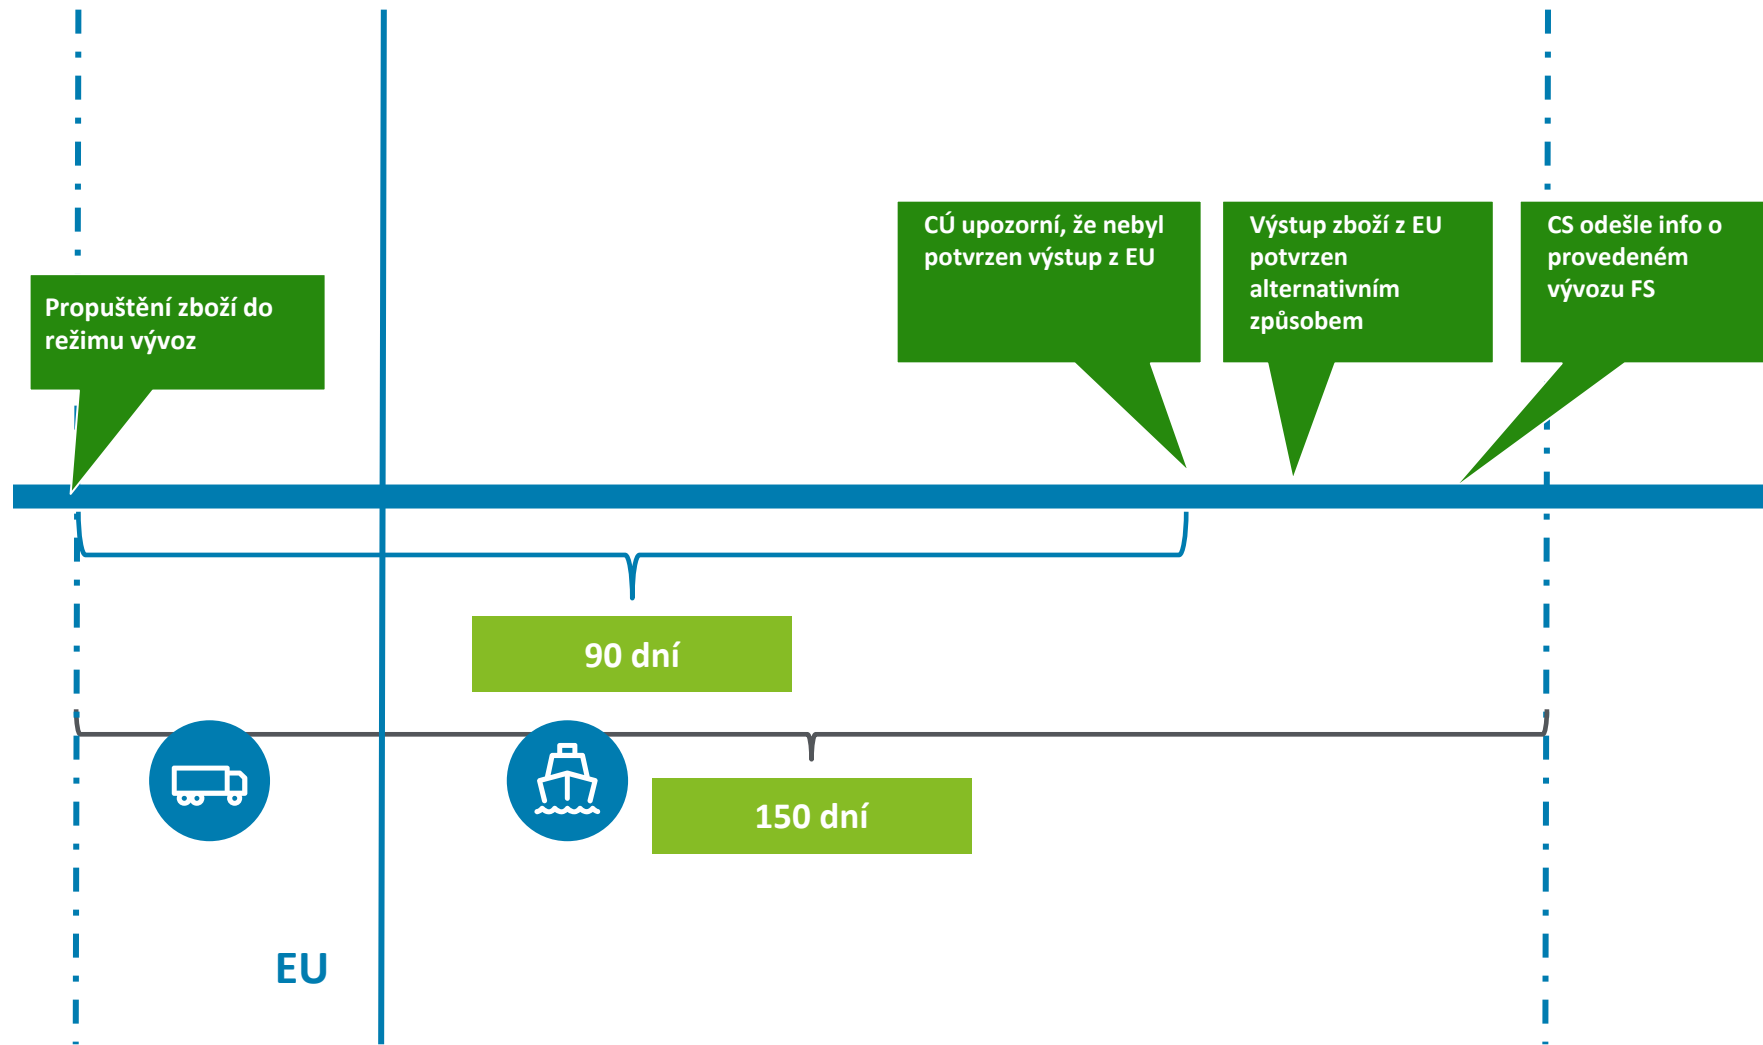 Propuštění zboží do
režimu vývoz
CÚ upozorní, že nebyl
potvrzen výstup z EU
Výstup zboží z EU
potvrzen
alternativním
způsobem
CS odešle info o
provedeném
vývozu FS
90 dní
150 dní
EU